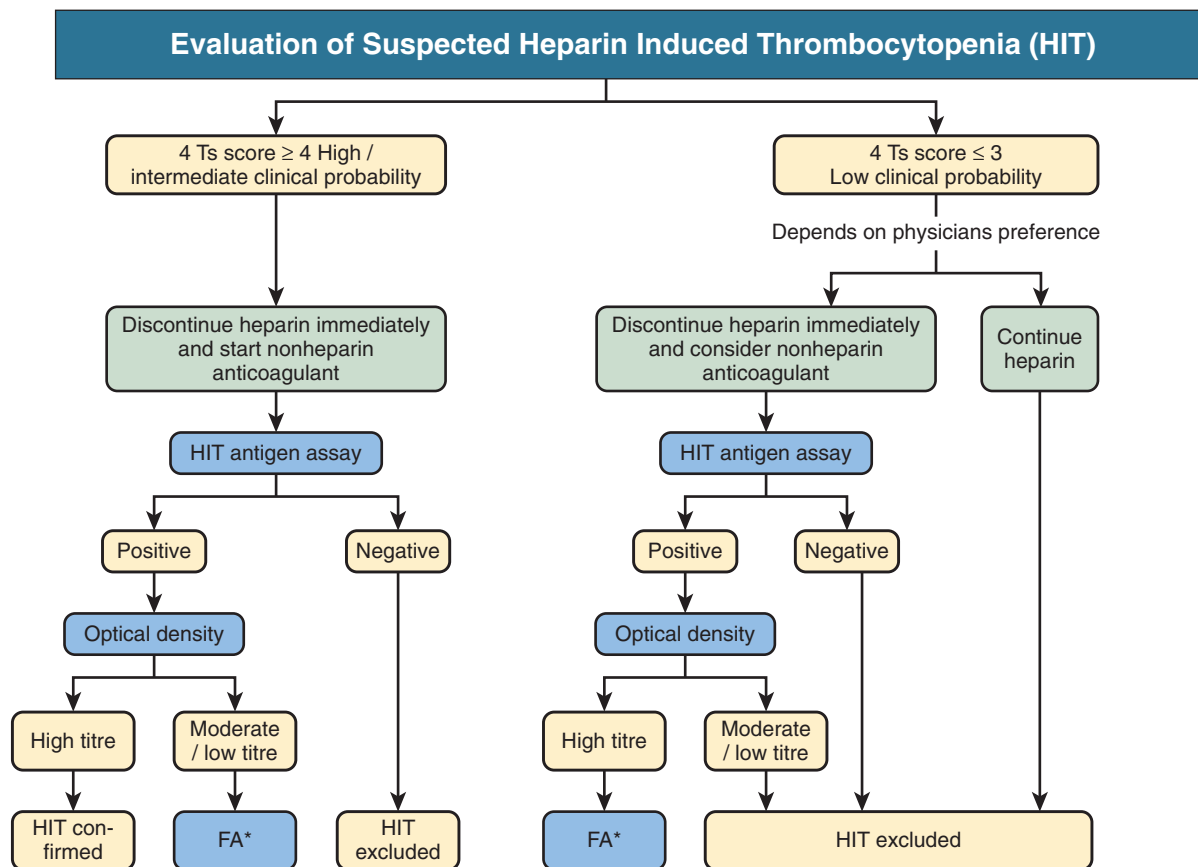 Evaluation of Suspected Heparin Induced Thrombocytopenia (HIT)
4 Ts score ≥ 4 High /
intermediate clinical probability
4 Ts score ≤ 3
Low clinical probability
Depends on physicians preference
Discontinue heparin immediately
and start nonheparin
anticoagulant
Discontinue heparin immediately
and consider nonheparin
anticoagulant
Continue
heparin
HIT antigen assay
HIT antigen assay
Positive
Negative
Positive
Negative
Optical density
Optical density
High titre
Moderate
/ low titre
High titre
Moderate
/ low titre
HIT con-
firmed
FA*
HIT
excluded
FA*
HIT excluded